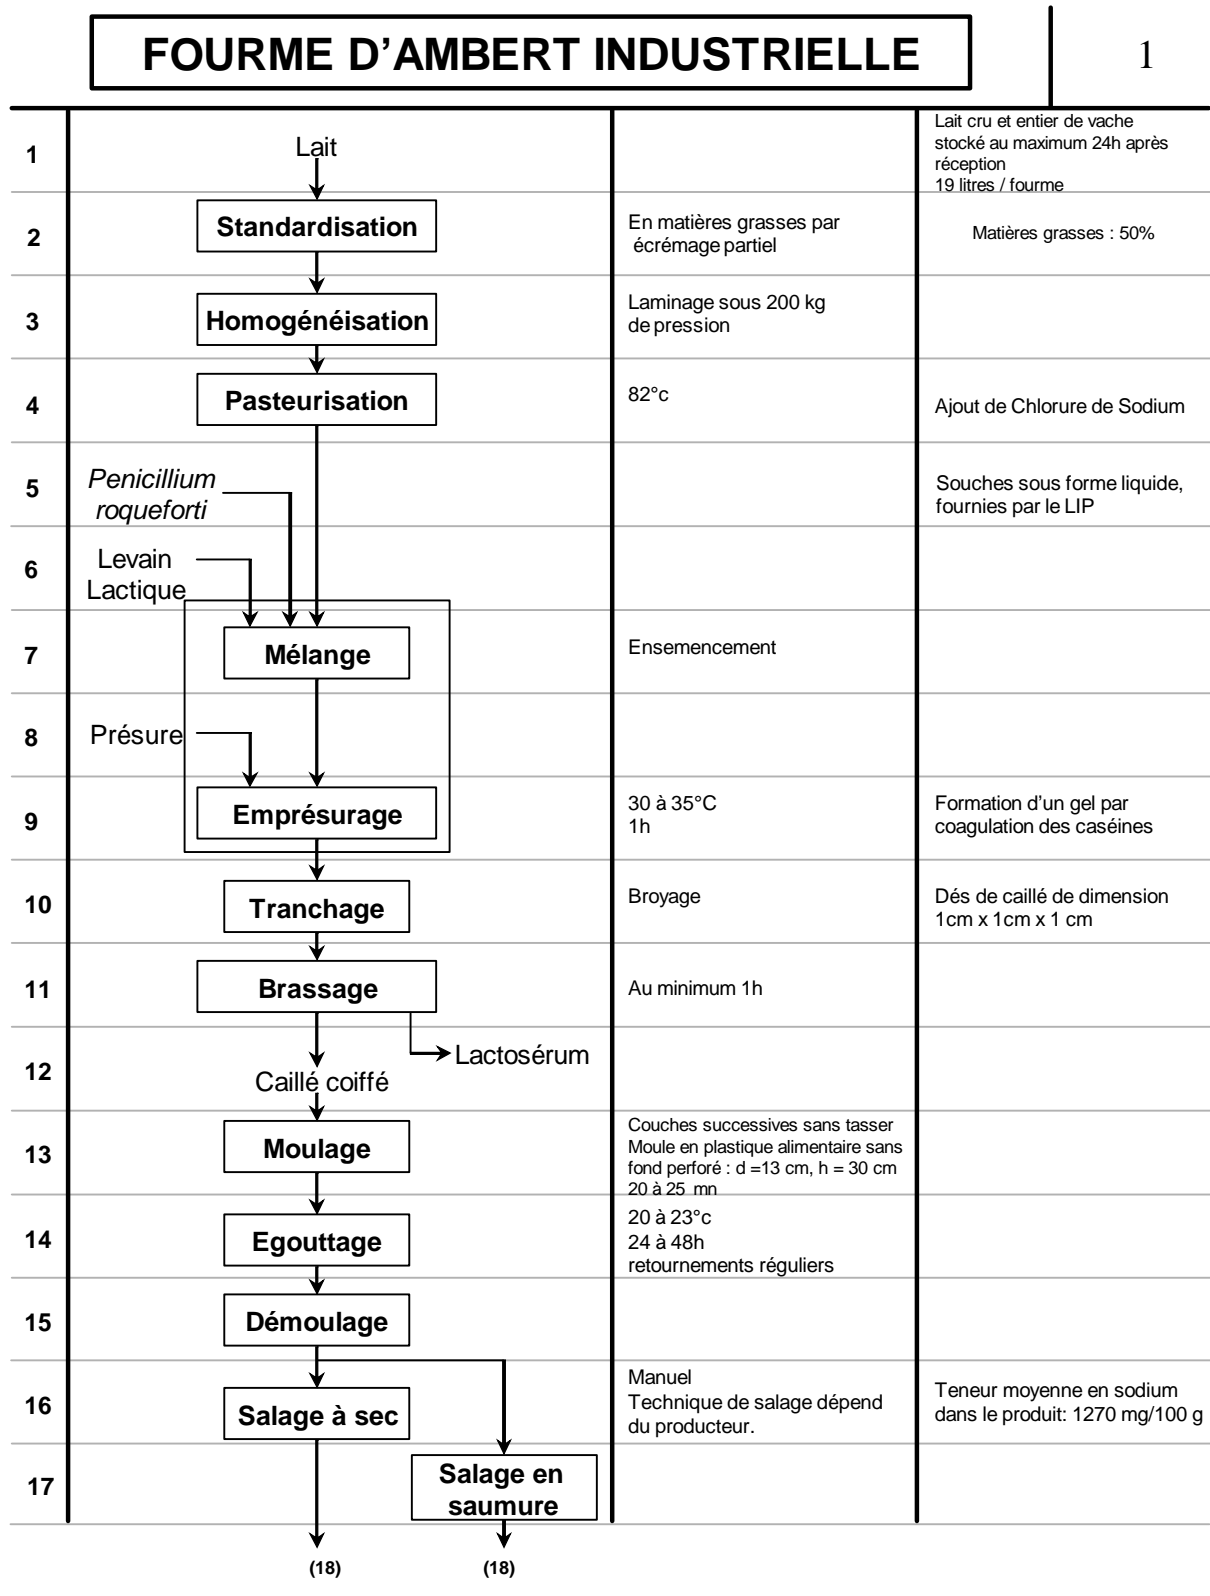 FOURME D'AMBERT INDUSTRIELLE
1
1
Lait
Lait cru et entier de vache
stocké au maximum 24h après
réception
19 litres / fourme
2
Standardisation
En matières grasses par
écrémage partiel
Matières grasses : 50%
3
Homogénéisation
Laminage sous 200 kg
de pression
4
Pasteurisation
82°c
Ajout de Chlorure de Sodium
5
Penicillium
roqueforti
Souches sous forme liquide,
fournies par le LIP
6
Levain
Lactique
7
Mélange
Ensemencement
8
Présure
9
Emprésurage
30 à 35°C
1h
Formation d'un gel par
coagulation des caséines
10
Tranchage
Broyage
Dés de caillé de dimension
1cm x 1cm x 1 cm
11
Brassage
Au minimum 1h
12
Lactosérum
Caillé coiffé
13
Moulage
Couches successives sans tasser
Moule en plastique alimentaire sans
fond perforé : d =13 cm, h = 30 cm
20 à 25 mn
14
Egouttage
20 à 23°c
24 à 48h
retournements réguliers
15
Démoulage
16
Salage à sec
Manuel
Technique de salage dépend
du producteur.
Teneur moyenne en sodium
dans le produit: 1270 mg/100 g
17
Salage en
saumure
(18)
(18)